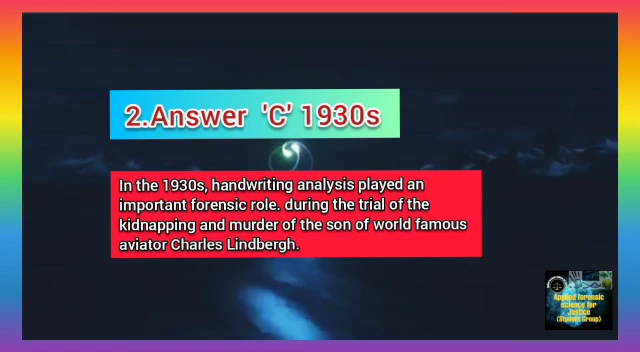 2.Answer 'C' 1930s
In the 1930s, handwriting analysis played an
important forensic role. during the trial of the
kidnapping and murder of the son of world famous
aviator Charles Lindbergh.
Applied forensic
science for
Justice
(Student Group)